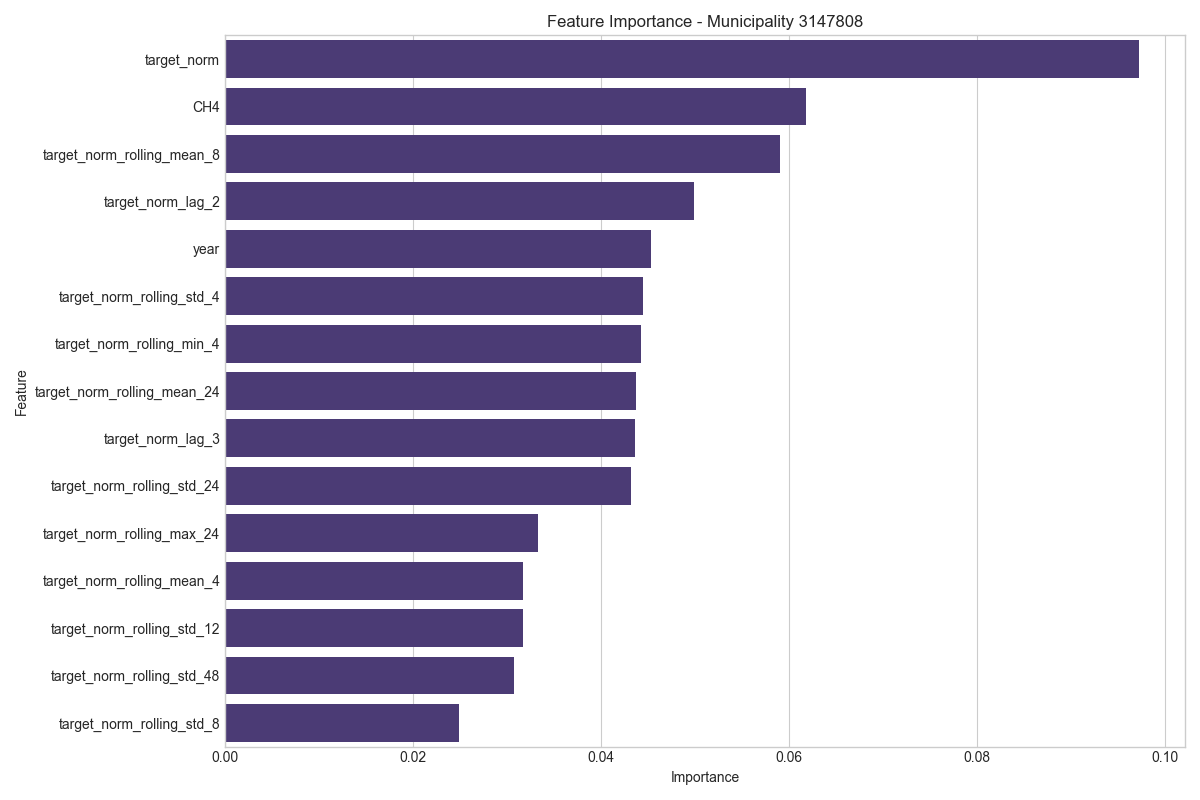 Feature Importance - Municipality 3147808
target_norm
CH4
target_norm_rolling_mean_8
target_norm_lag_2
year
target_norm_rolling_std_4
target_norm_rolling_min_4
target_norm_rolling_mean_24
target_norm_lag_3
target_norm_rolling_std_24
target_norm_rolling_max_24
target_norm_rolling_mean_4
target_norm_rolling_std_12
target_norm_rolling_std_48
target_norm_rolling_std_8
Feature
0.00 0.02 0.04 0.06 0.08 0.10
Importance